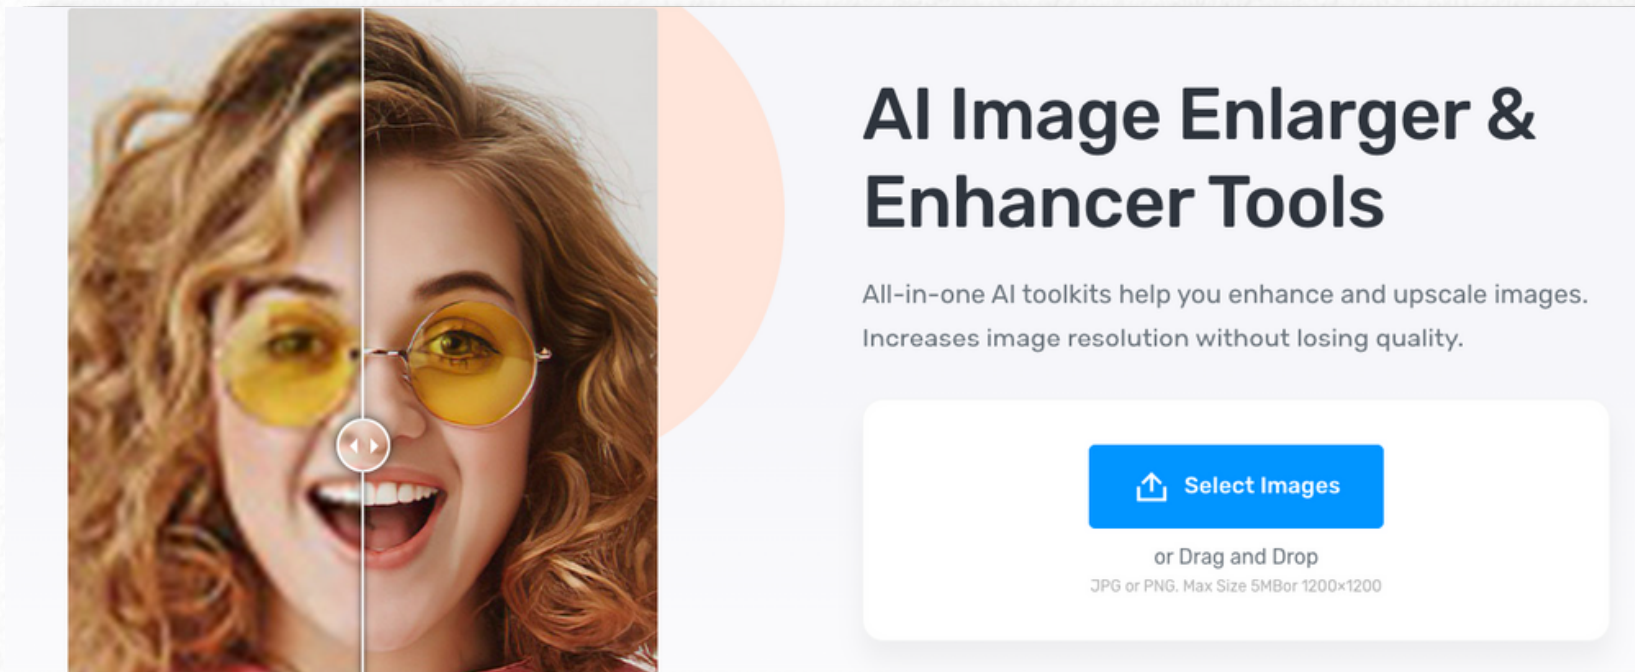 AI Image Enlarger &
Enhancer Tools
All-in-one AI toolkits help you enhance and upscale images.
Increases image resolution without losing quality.
Select Images
or Drag and Drop
JPG or PNG. Max Size 5MBor 1200×1200